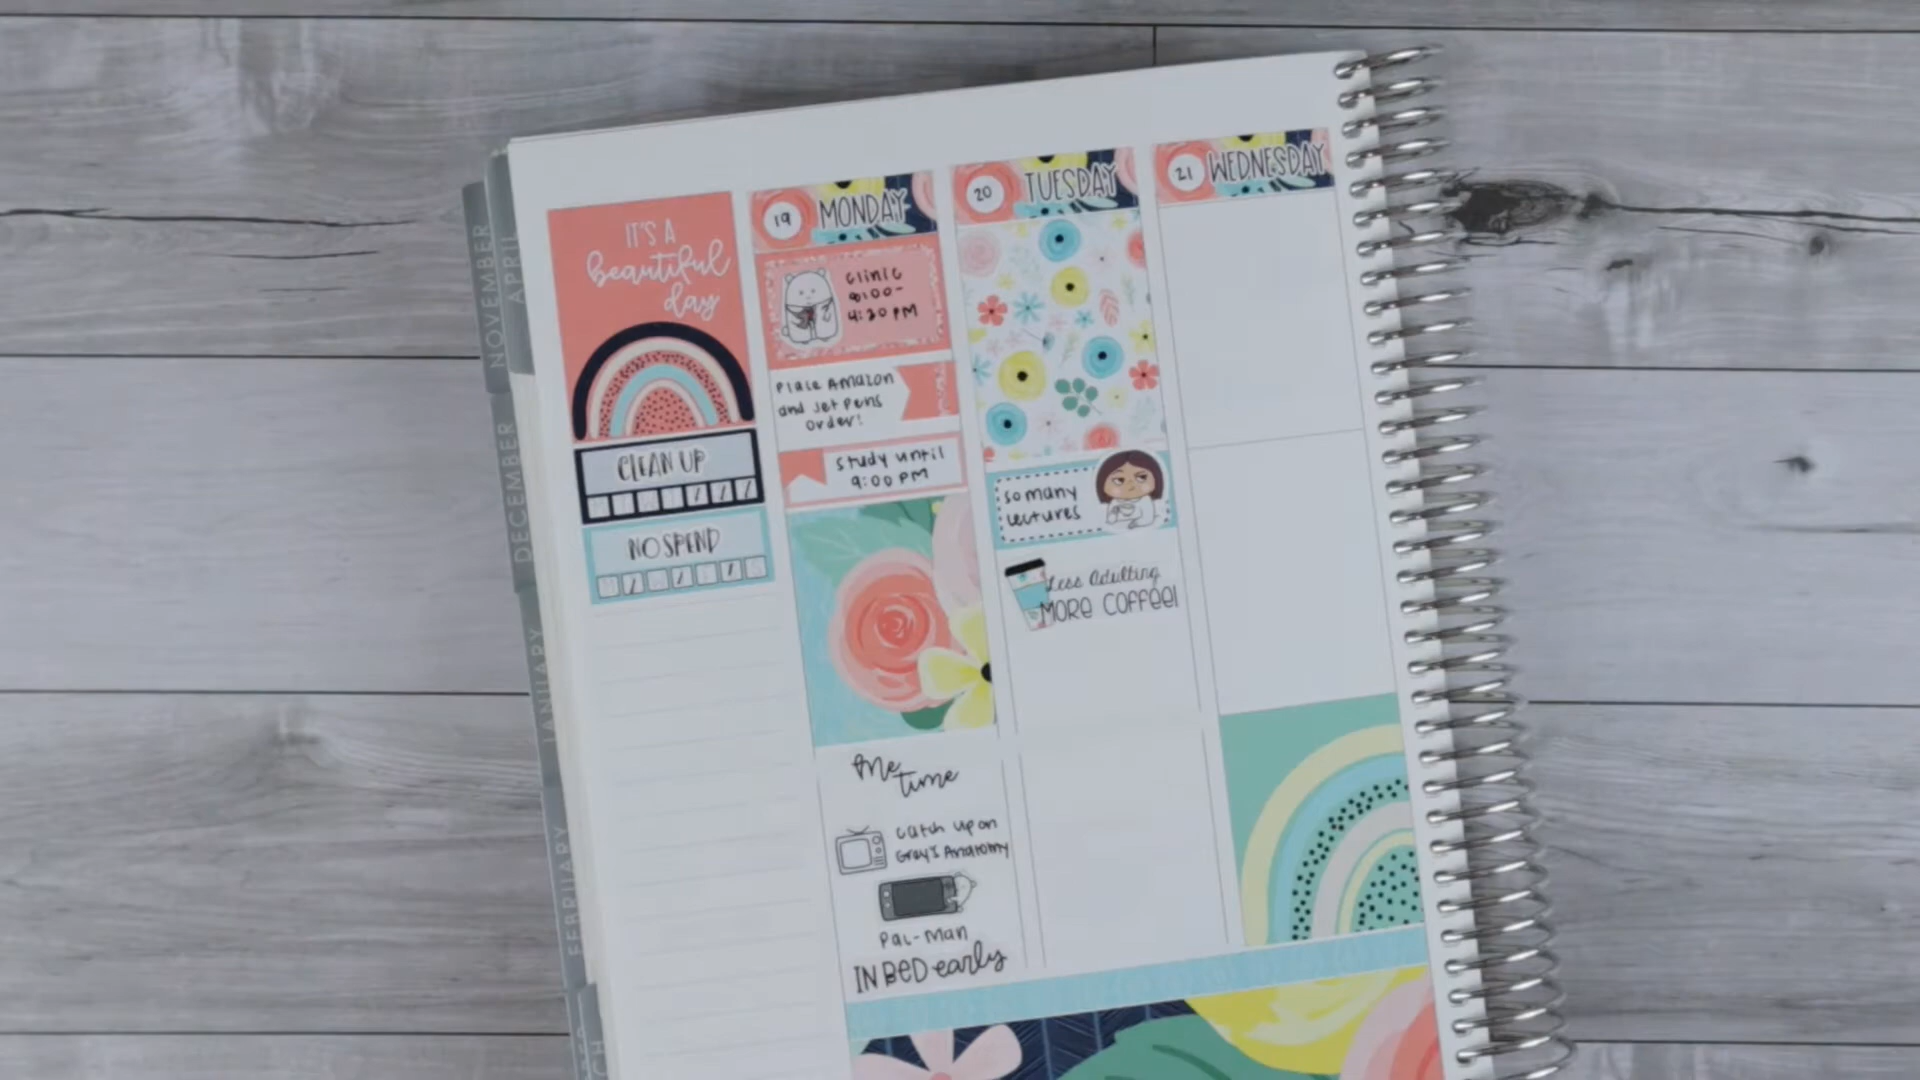 IT'S A
beautiful
day
CLEAN UP
NO SPEND
19 MONDAY
clinic
8:00-
4:30 PM
Place Amazon
and Jet Pens
Order!
Study until
9:00 PM
Me
time
catch up on
Grey's Anatomy
Pac-Man
IN BED early
20 TUESDAY
so many
lectures
Less Adulting
MORE COFFEE!
21 WEDNESDAY
NOVEMBER
APRIL
DECEMBER
JANUARY
FEBRUARY